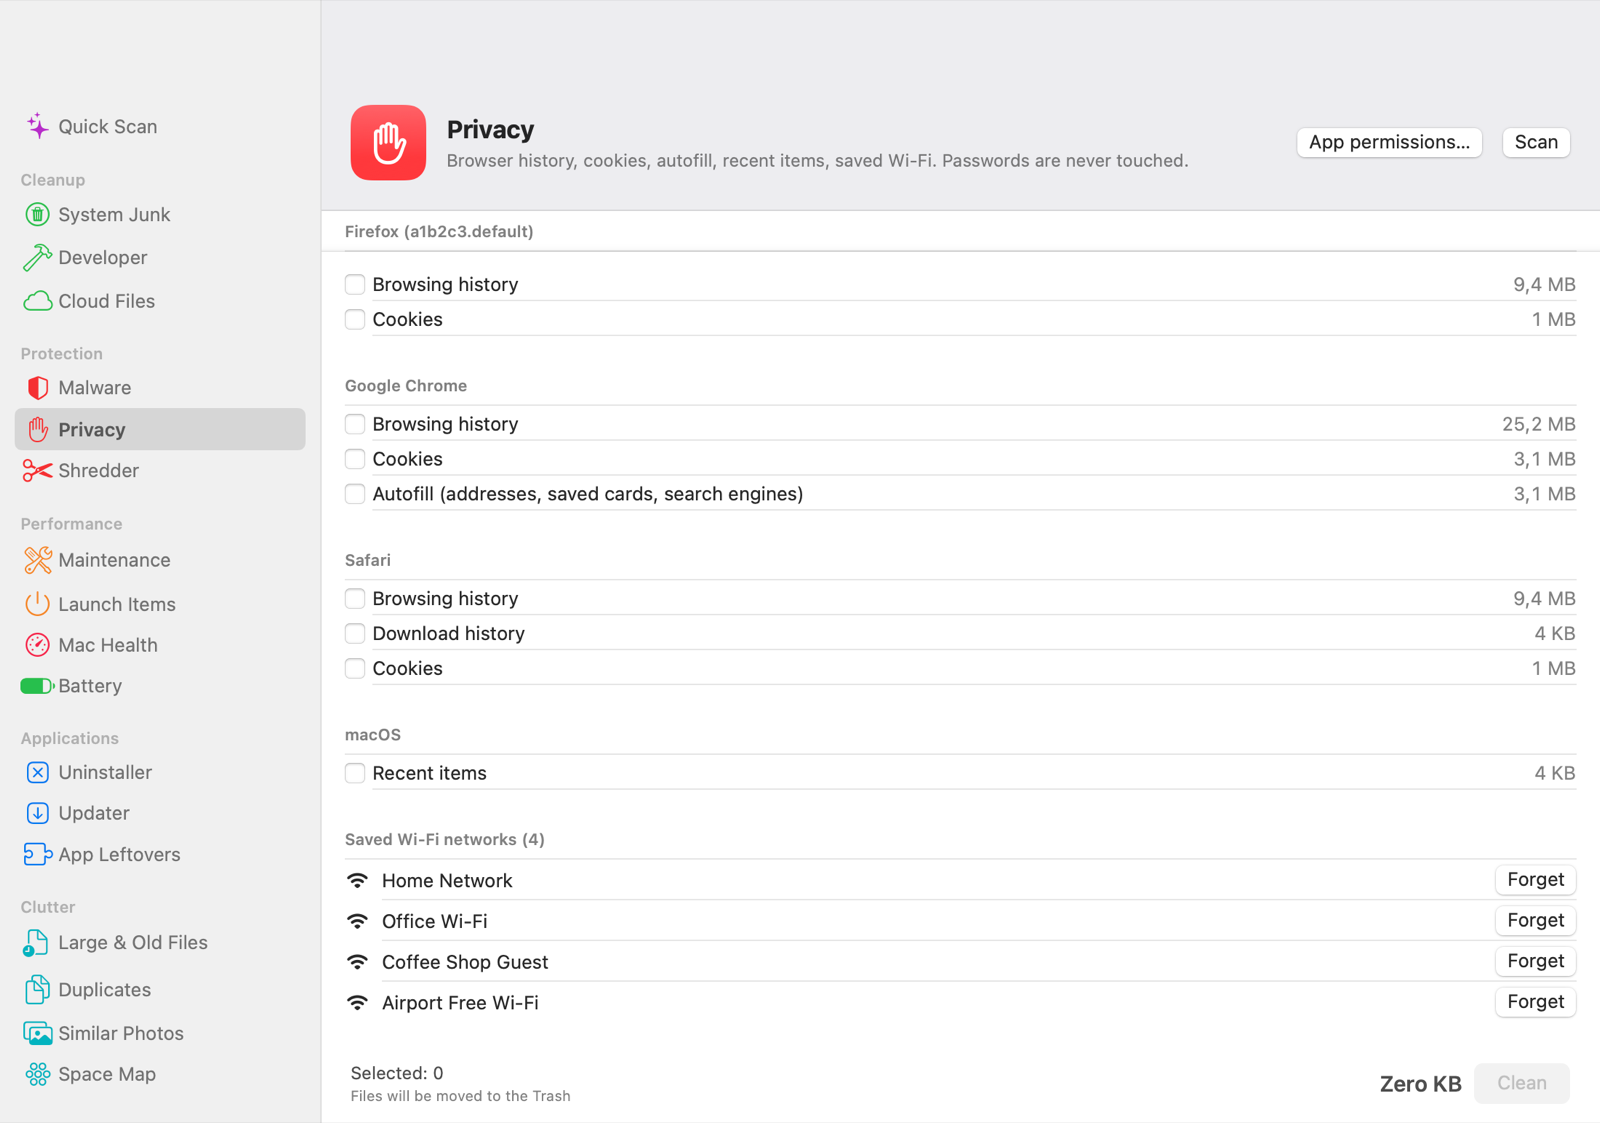 Quick Scan
Cleanup
System Junk
Developer
Cloud Files
Protection
Malware
Privacy
Shredder
Performance
Maintenance
Launch Items
Mac Health
Battery
Applications
Uninstaller
Updater
App Leftovers
Clutter
Large & Old Files
Duplicates
Similar Photos
Space Map
Privacy
Browser history, cookies, autofill, recent items, saved Wi-Fi. Passwords are never touched.
App permissions...
Scan
Firefox (a1b2c3.default)
Browsing history 9,4 MB
Cookies 1 MB
Google Chrome
Browsing history 25,2 MB
Cookies 3,1 MB
Autofill (addresses, saved cards, search engines) 3,1 MB
Safari
Browsing history 9,4 MB
Download history 4 KB
Cookies 1 MB
macOS
Recent items 4 KB
Saved Wi-Fi networks (4)
Home Network Forget
Office Wi-Fi Forget
Coffee Shop Guest Forget
Airport Free Wi-Fi Forget
Selected: 0
Files will be moved to the Trash
Zero KB Clean